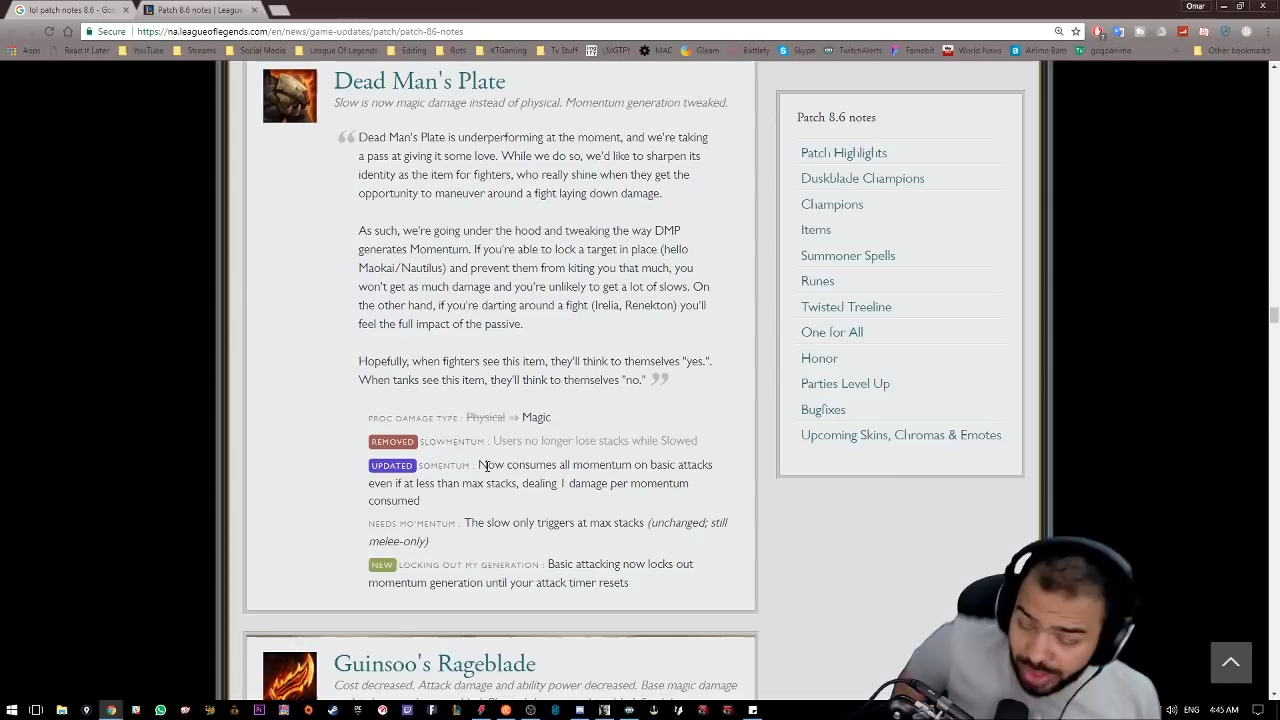 lol patch notes 8.6 - Go
Patch 8.6 notes | League
Omar
Secure
https://na.leagueoflegends.com/en/news/game-updates/patch/patch-86-notes
Apps
Read It Later
YouTube
Streams
Social Media
League Of Legends
Editing
Bots
KTGaming
Tv Stuff
LMGTFY
MAC
Gleam
Battlefy
Skype
TwitchAlerts
Famebit
World News
Anime Bam
gogoanime
Other bookmarks
Dead Man's Plate
Slow is now magic damage instead of physical. Momentum generation tweaked.
Dead Man's Plate is underperforming at the moment, and we're taking
a pass at giving it some love. While we do so, we'd like to sharpen its
identity as the item for fighters, who really shine when they get the
opportunity to maneuver around a fight laying down damage.
As such, we're going under the hood and tweaking the way DMP
generates Momentum. If you're able to lock a target in place (hello
Maokai/Nautilus) and prevent them from kiting you that much, you
won't get as much damage and you're unlikely to get a lot of slows. On
the other hand, if you're darting around a fight (Irelia, Renekton) you'll
feel the full impact of the passive.
Hopefully, when fighters see this item, they'll think to themselves "yes.".
When tanks see this item, they'll think to themselves "no."
PROC DAMAGE TYPE : Physical ⇒ Magic
REMOVED SLOWMENTUM : Users no longer lose stacks while Slowed
UPDATED SOMENTUM : Now consumes all momentum on basic attacks
even if at less than max stacks, dealing 1 damage per momentum
consumed
NEEDS MO'MENTUM : The slow only triggers at max stacks (unchanged; still
melee-only)
NEW LOCKING OUT MY GENERATION : Basic attacking now locks out
momentum generation until your attack timer resets
Guinsoo's Rageblade
Cost decreased. Attack damage and ability power decreased. Base magic damage
Patch 8.6 notes
Patch Highlights
Duskblade Champions
Champions
Items
Summoner Spells
Runes
Twisted Treeline
One for All
Honor
Parties Level Up
Bugfixes
Upcoming Skins, Chromas & Emotes
ENG
4:45 AM